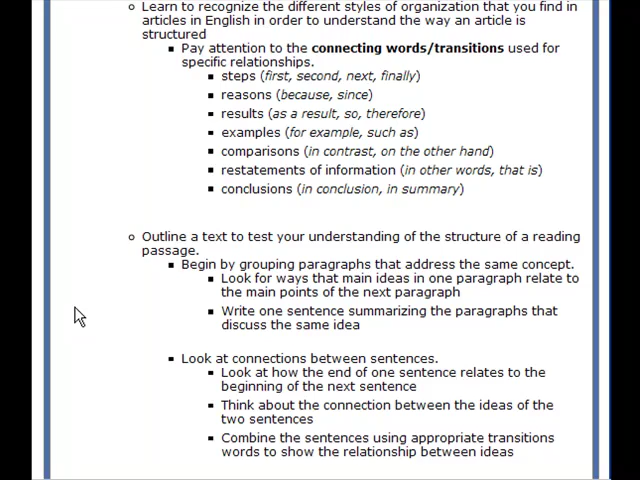 Learn to recognize the different styles of organization that you find in
articles in English in order to understand the way an article is
structured
Pay attention to the connecting words/transitions used for
specific relationships.
steps (first, second, next, finally)
reasons (because, since)
results (as a result, so, therefore)
examples (for example, such as)
comparisons (in contrast, on the other hand)
restatements of information (in other words, that is)
conclusions (in conclusion, in summary)
Outline a text to test your understanding of the structure of a reading
passage.
Begin by grouping paragraphs that address the same concept.
Look for ways that main ideas in one paragraph relate to
the main points of the next paragraph
Write one sentence summarizing the paragraphs that
discuss the same idea
Look at connections between sentences.
Look at how the end of one sentence relates to the
beginning of the next sentence
Think about the connection between the ideas of the
two sentences
Combine the sentences using appropriate transitions
words to show the relationship between ideas